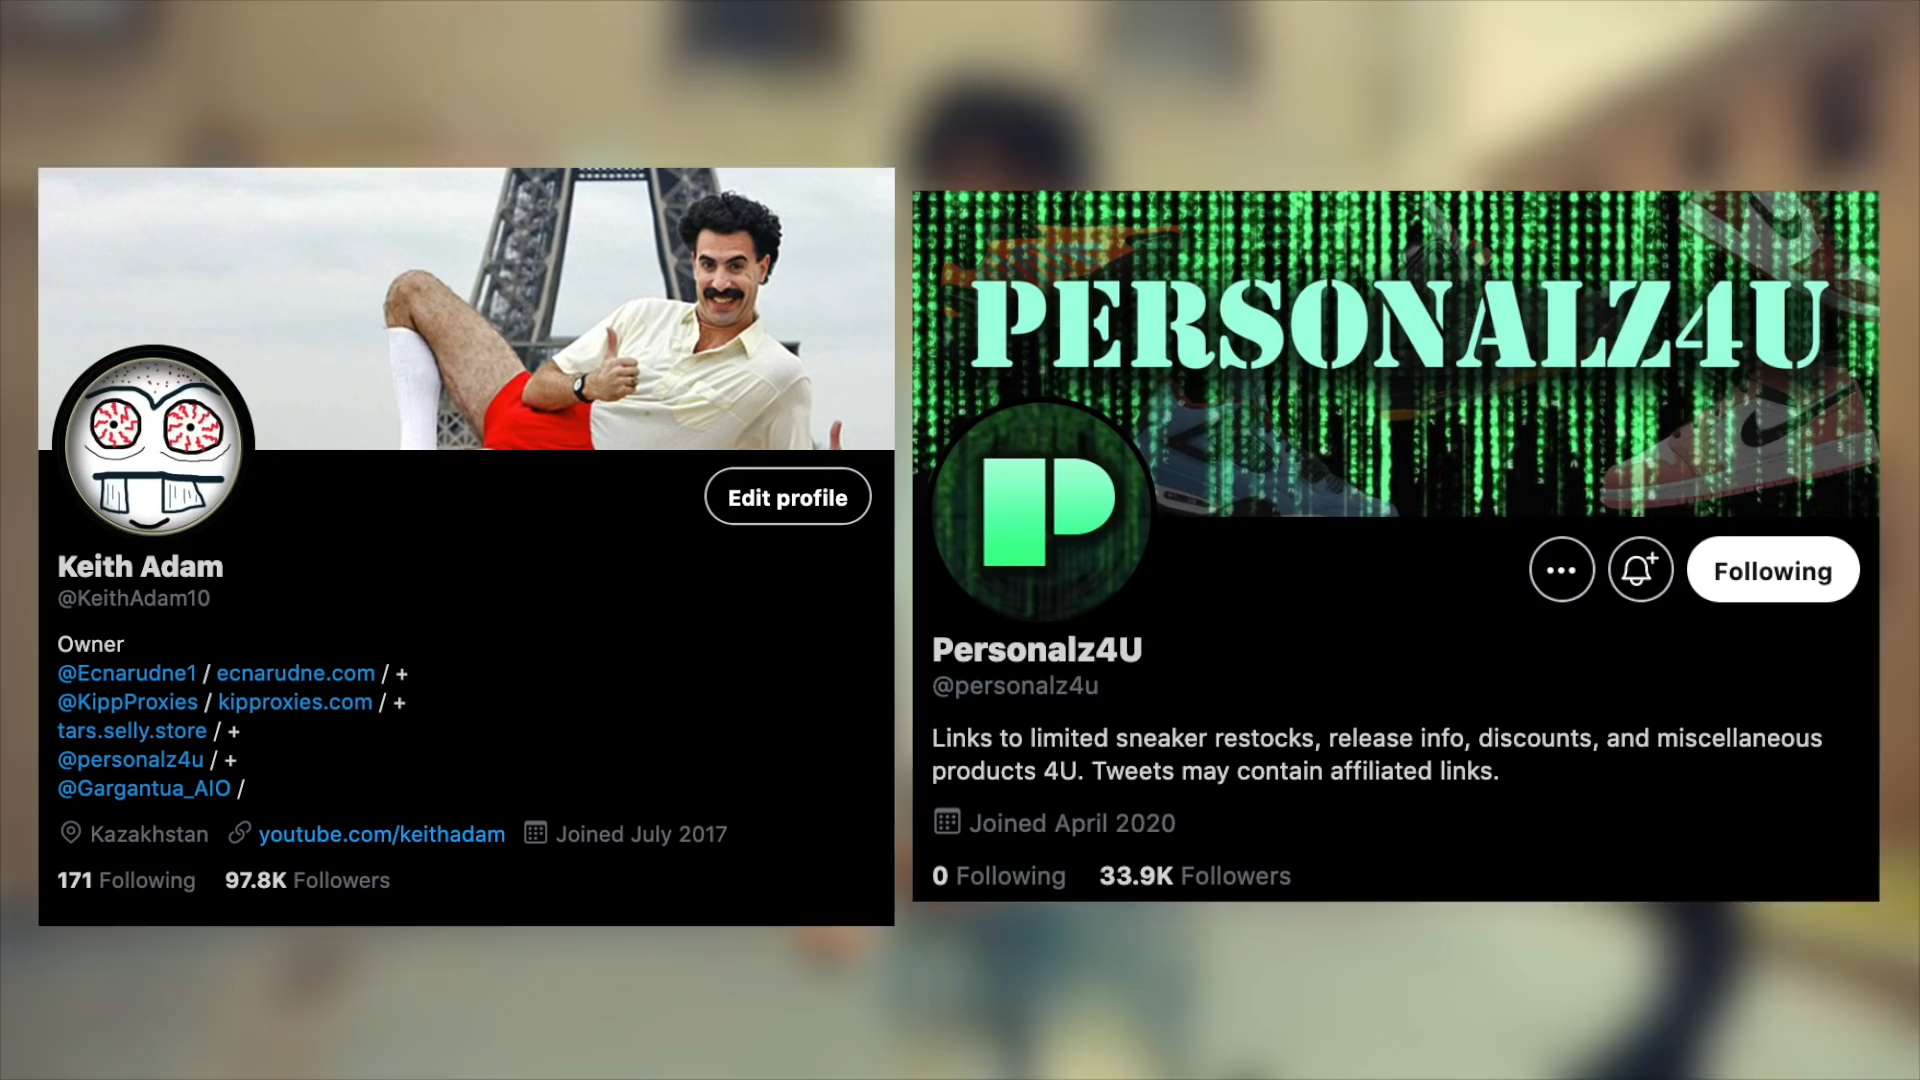 Edit profile
Keith Adam
@KeithAdam10
Owner
@Ecnarudne1 / ecnarudne.com / +
@KippProxies / kipproxies.com / +
tars.selly.store / +
@personalz4u / +
@Gargantua_AIO /
Kazakhstan youtube.com/keithadam Joined July 2017
171 Following 97.8K Followers
PERSONALZ4U
P
Following
Personalz4U
@personalz4u
Links to limited sneaker restocks, release info, discounts, and miscellaneous
products 4U. Tweets may contain affiliated links.
Joined April 2020
0 Following 33.9K Followers